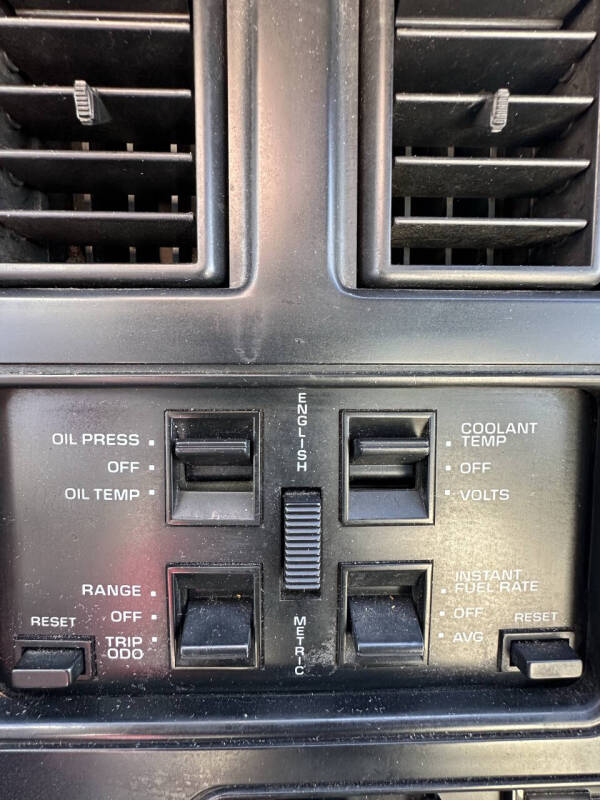 OIL PRESS
OFF
OIL TEMP
ENGLISH
COOLANT
TEMP
OFF
VOLTS
RANGE
OFF
TRIP
ODO
RESET
METRIC
INSTANT
FUEL RATE
OFF
AVG
RESET